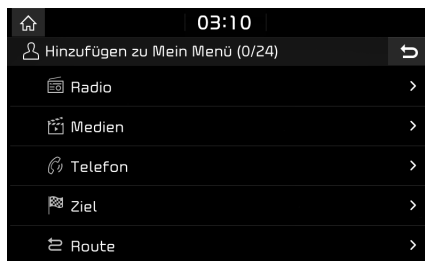 03:10
Hinzufügen zu Mein Menü (0/24)
Radio
Medien
Telefon
Ziel
Route